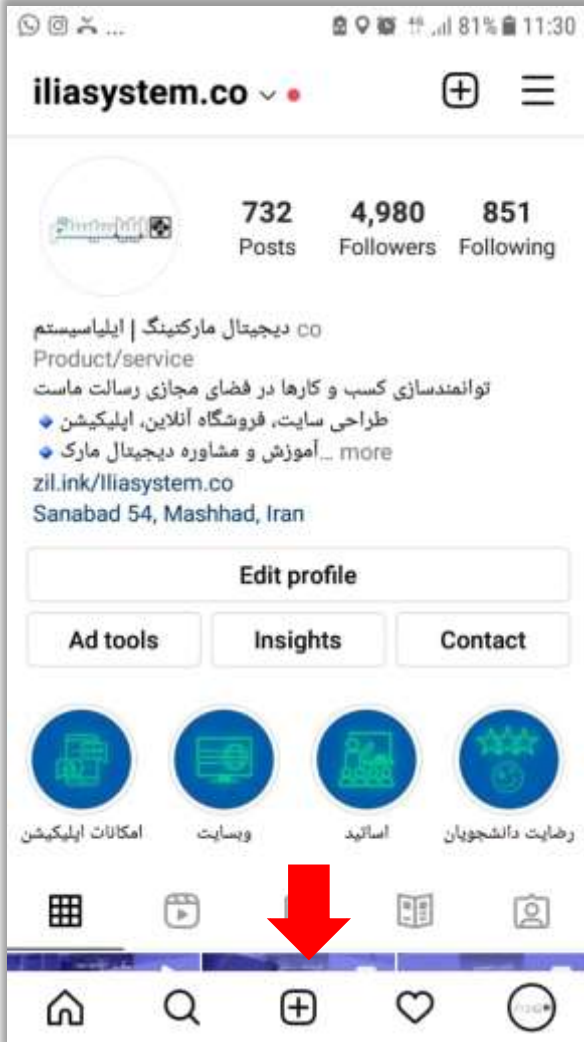 81% 11:30
iliasystem.co
732 4,980 851
Posts Followers Following
دیجیتال مارکتینگ | ایلیاسیستم co
Product/service
توانمندسازی کسب و کارها در فضای مجازی رسالت ماست
طراحی سایت، فروشگاه آنلاین، اپلیکیشن
آموزش و مشاوره دیجیتال مارک... more
zil.ink/Iliasystem.co
Sanabad 54, Mashhad, Iran
Edit profile
Ad tools Insights Contact
امکانات اپلیکیشن وبسایت اساتید رضایت دانشجویان